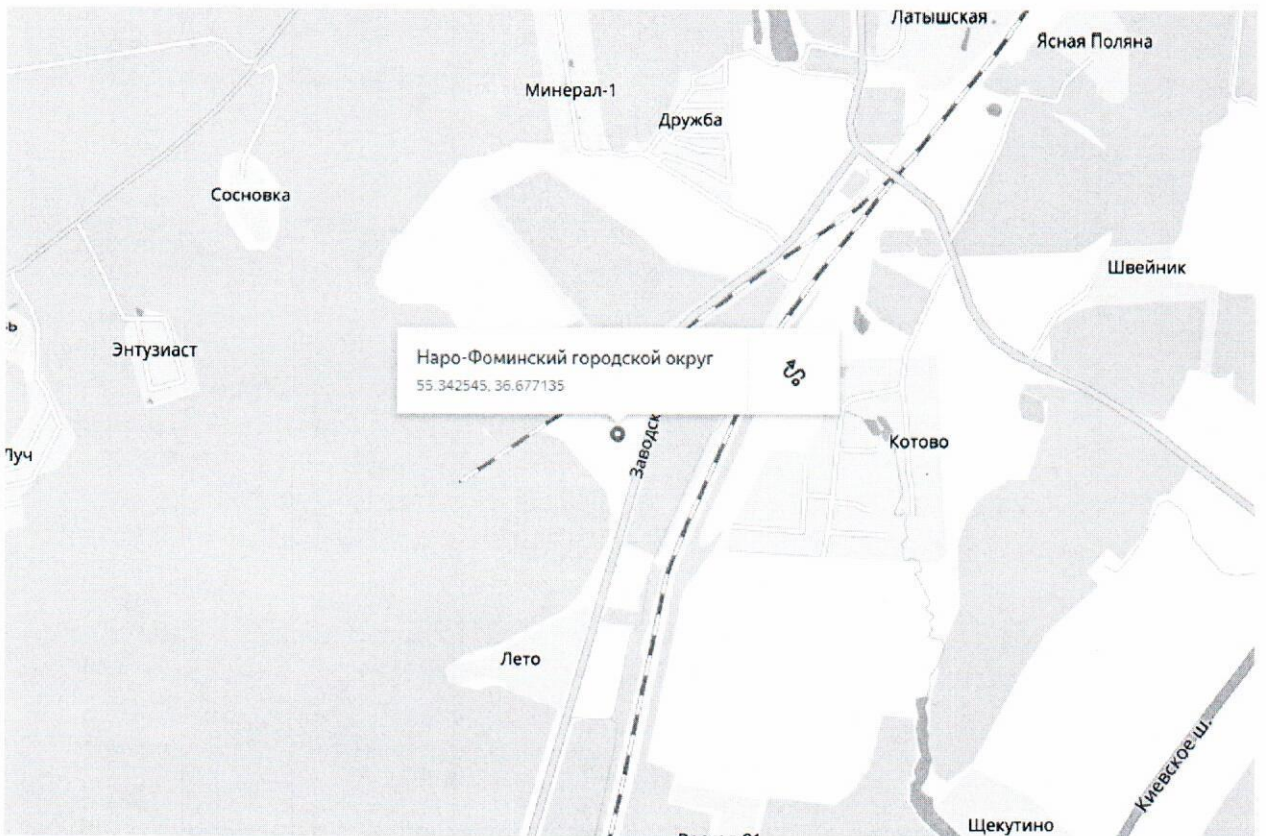 Латышская
Ясная Поляна
Минерал-1
Дружба
Сосновка
Швейник
Энтузиаст
Наро-Фоминский городской округ
55.342545, 36.677135
Заводск
Котово
Луч
Лето
Киевское ш.
Щекутино